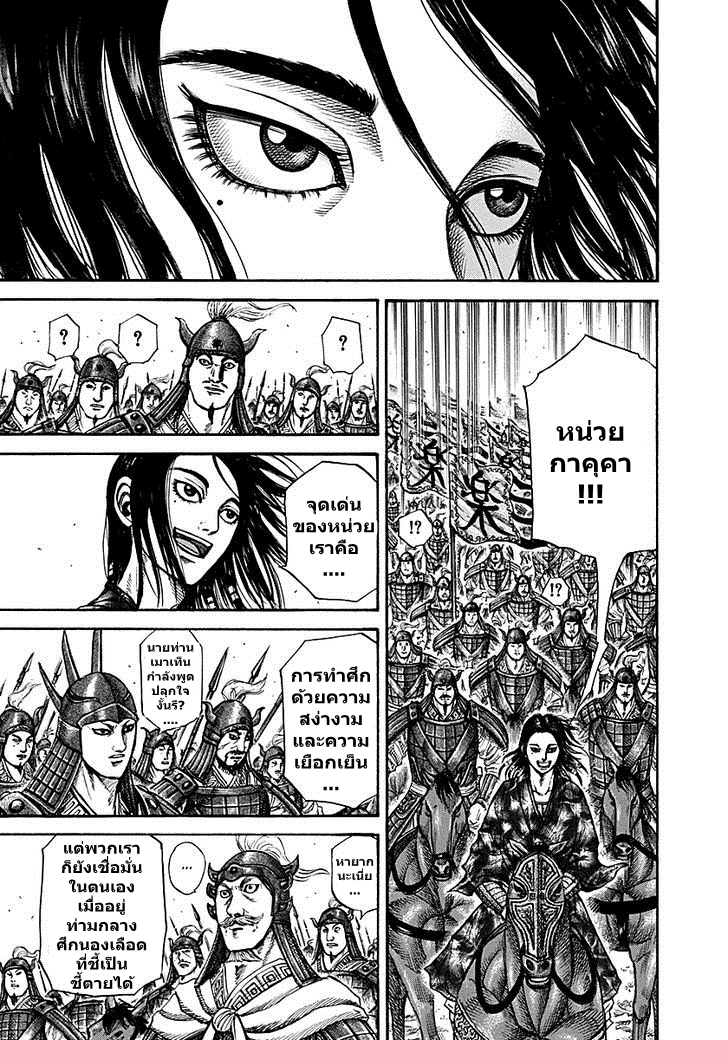 หน่วย
กาคุคา
!!!
!?
!?
楽
楽
?
?
?
จุดเด่น
ของหน่วย
เราคือ
....
การทำศึก
ด้วยความ
สง่างาม
และความ
เยือกเย็น
...
นายท่าน
เมาเท็น
กำลังพูด
ปลุกใจ
งั้นรึ?
....
หายาก
นะเนี่ย
...
...
แต่พวกเรา
ก็ยังเชื่อมั่น
ในตนเอง
เมื่ออยู่
ท่ามกลาง
ศึกนองเลือด
ที่ชี้เป็น
ชี้ตายได้